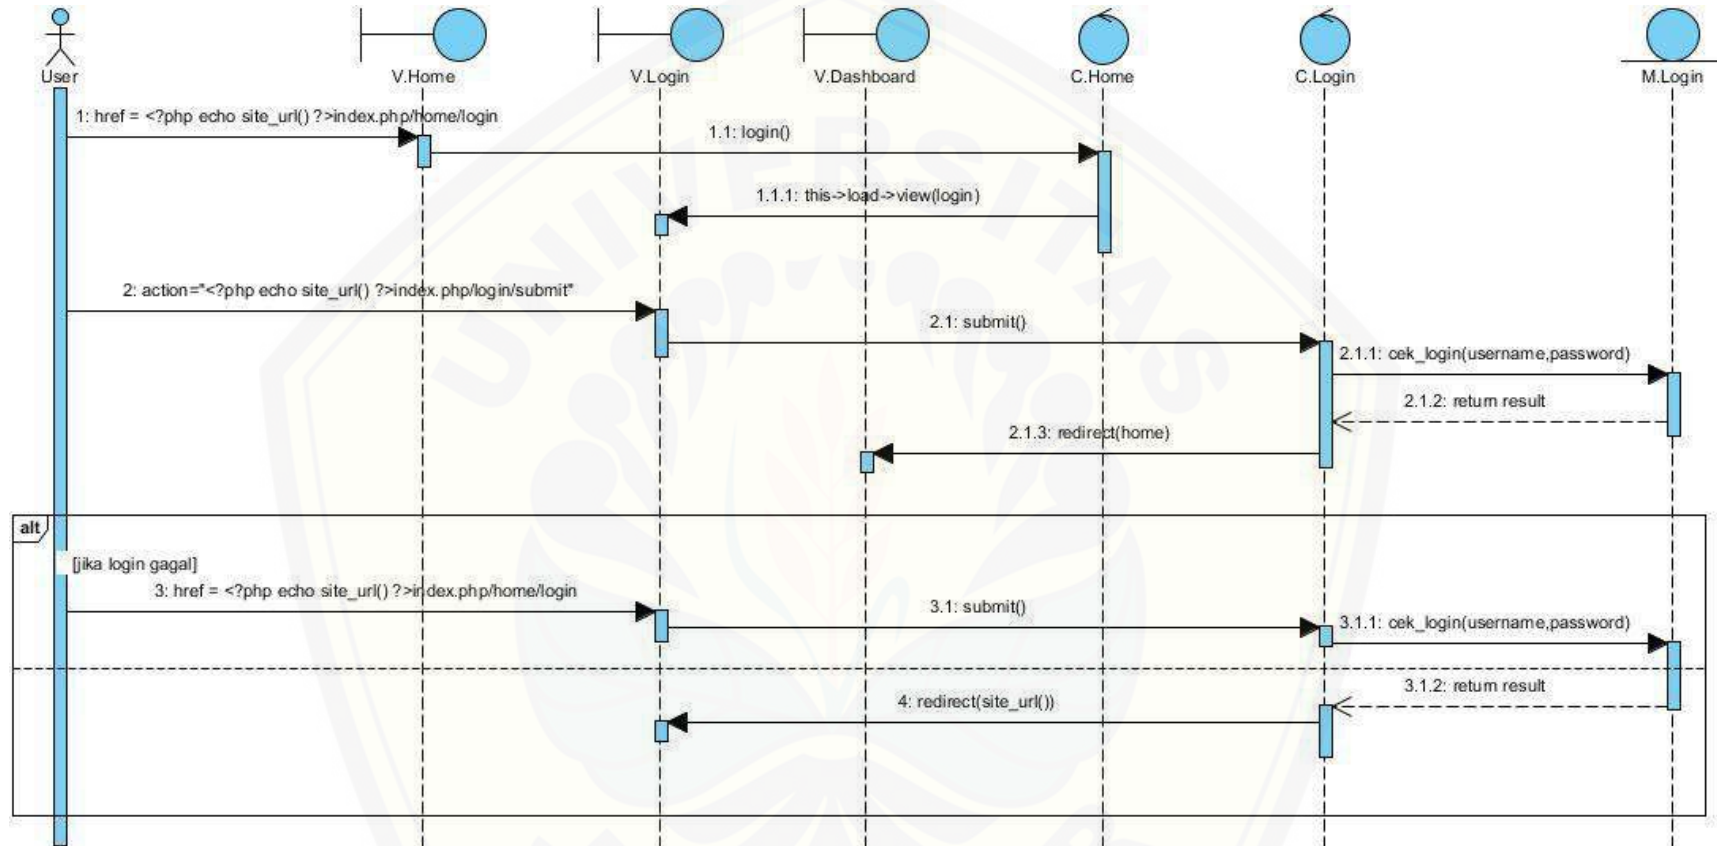 User
V.Home
V.Login
V.Dashboard
C.Home
C.Login
M.Login
1: href = <?php echo site_url() ?>index.php/home/login
1.1: login()
1.1.1: this->load->view(login)
2: action="<?php echo site_url() ?>index.php/login/submit"
2.1: submit()
2.1.1: cek_login(username,password)
2.1.2: return result
2.1.3: redirect(home)
alt
[jika login gagal]
3: href = <?php echo site_url() ?>index.php/home/login
3.1: submit()
3.1.1: cek_login(username,password)
3.1.2: return result
4: redirect(site_url())
UNIVERSITAS